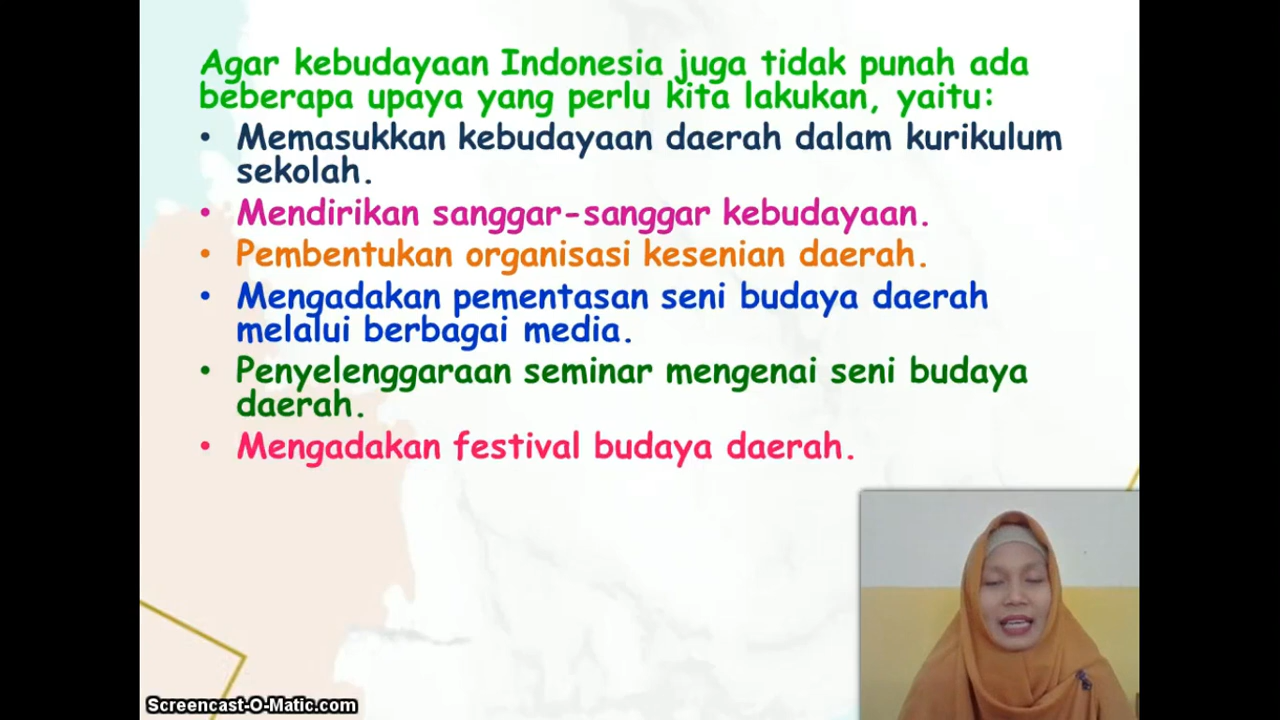 Agar kebudayaan Indonesia juga tidak punah ada
beberapa upaya yang perlu kita lakukan, yaitu:
• Memasukkan kebudayaan daerah dalam kurikulum
sekolah.
• Mendirikan sanggar-sanggar kebudayaan.
• Pembentukan organisasi kesenian daerah.
• Mengadakan pementasan seni budaya daerah
melalui berbagai media.
• Penyelenggaraan seminar mengenai seni budaya
daerah.
• Mengadakan festival budaya daerah.
Screencast-O-Matic.com